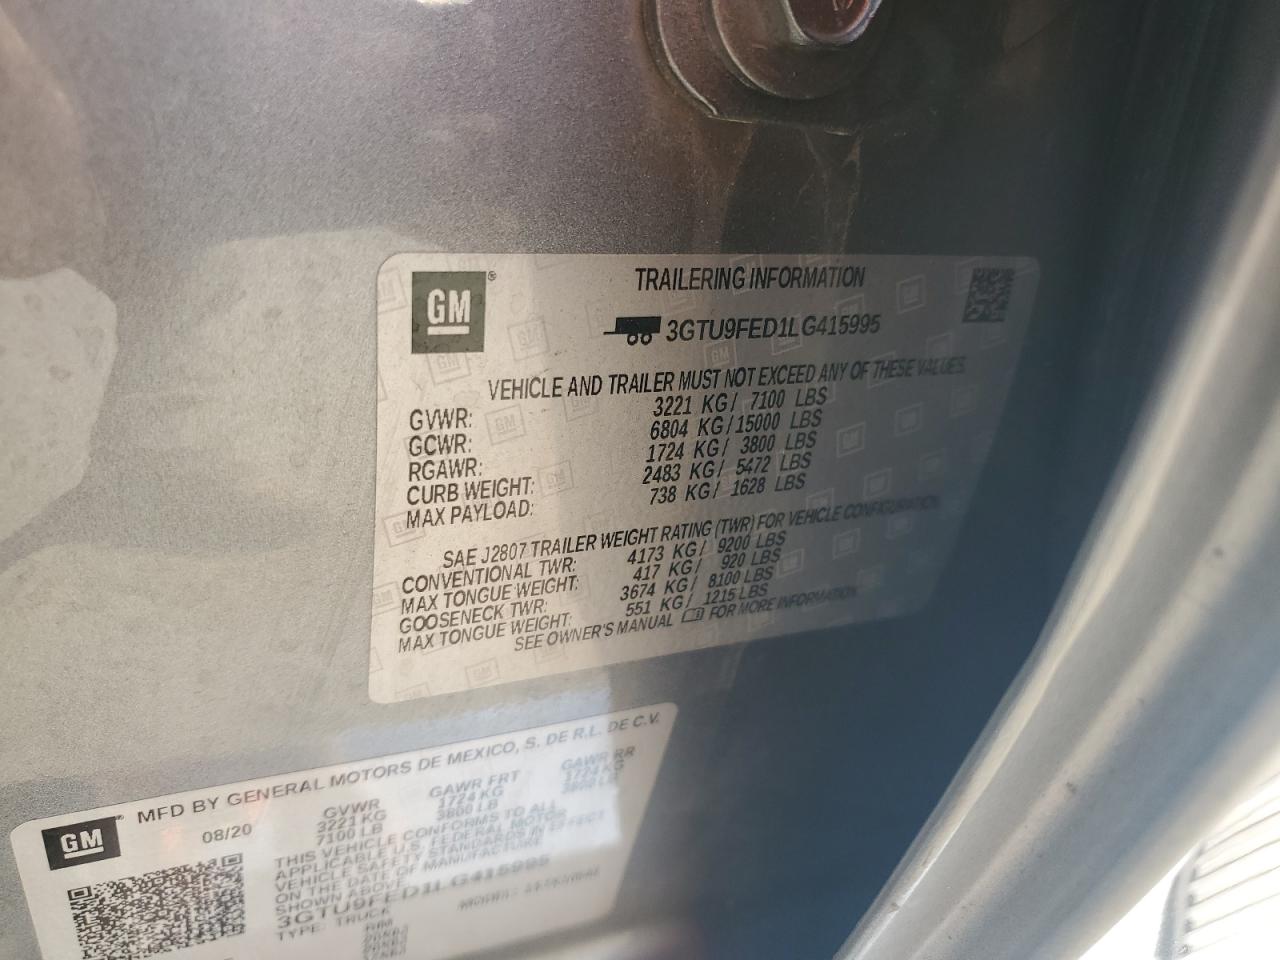 GM®
TRAILERING INFORMATION
3GTU9FED1LG415995
VEHICLE AND TRAILER MUST NOT EXCEED ANY OF THESE VALUES.
GVWR: 3221 KG/ 7100 LBS
GCWR: 6804 KG/15000 LBS
RGAWR: 1724 KG/ 3800 LBS
CURB WEIGHT: 2483 KG/ 5472 LBS
MAX PAYLOAD: 738 KG/ 1628 LBS
SAE J2807 TRAILER WEIGHT RATING (TWR) FOR VEHICLE CONFIGURATION
CONVENTIONAL TWR: 4173 KG/ 9200 LBS
MAX TONGUE WEIGHT: 417 KG/ 920 LBS
GOOSENECK TWR: 3674 KG/ 8100 LBS
MAX TONGUE WEIGHT: 551 KG/ 1215 LBS
SEE OWNER'S MANUAL FOR MORE INFORMATION
GM®
MFD BY GENERAL MOTORS DE MEXICO, S. DE R.L. DE C.V.
08/20
GVWR GAWR FRT GAWR RR
3221 KG 1724 KG 1724 KG
7100 LB 3800 LB 3800 LB
THIS VEHICLE CONFORMS TO ALL
APPLICABLE U.S. FEDERAL MOTOR
VEHICLE SAFETY STANDARDS IN EFFECT
ON THE DATE OF MANUFACTURE
SHOWN ABOVE.
3GTU9FED1LG415995
TYPE: TRUCK MODEL:
RIM